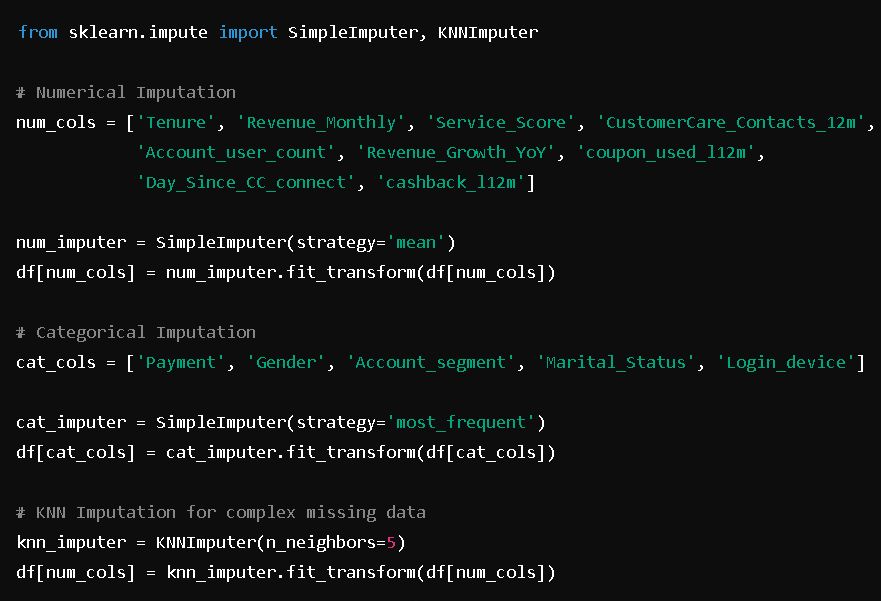 from sklearn.impute import SimpleImputer, KNNImputer
# Numerical Imputation
num_cols = ['Tenure', 'Revenue_Monthly', 'Service_Score', 'CustomerCare_Contacts_12m',
'Account_user_count', 'Revenue_Growth_YoY', 'coupon_used_l12m',
'Day_Since_CC_connect', 'cashback_l12m']
num_imputer = SimpleImputer(strategy='mean')
df[num_cols] = num_imputer.fit_transform(df[num_cols])
# Categorical Imputation
cat_cols = ['Payment', 'Gender', 'Account_segment', 'Marital_Status', 'Login_device']
cat_imputer = SimpleImputer(strategy='most_frequent')
df[cat_cols] = cat_imputer.fit_transform(df[cat_cols])
# KNN Imputation for complex missing data
knn_imputer = KNNImputer(n_neighbors=5)
df[num_cols] = knn_imputer.fit_transform(df[num_cols])